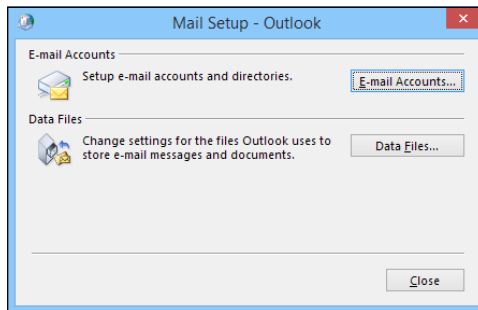 Mail Setup - Outlook
E-mail Accounts
Setup e-mail accounts and directories.
E-mail Accounts...
Data Files
Change settings for the files Outlook uses to
store e-mail messages and documents.
Data Files...
Close